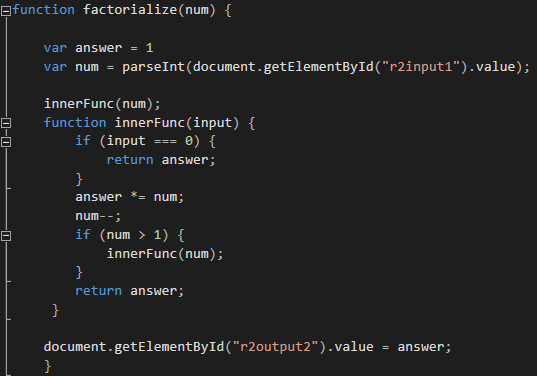 function factorialize(num) {
var answer = 1
var num = parseInt(document.getElementById("r2input1").value);
innerFunc(num);
function innerFunc(input) {
if (input === 0) {
return answer;
}
answer *= num;
num--;
if (num > 1) {
innerFunc(num);
}
return answer;
}
document.getElementById("r2output2").value = answer;
}